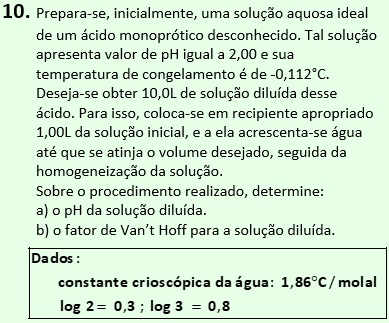 10. Prepara-se, inicialmente, uma solução aquosa ideal
de um ácido monoprótico desconhecido. Tal solução
apresenta valor de pH igual a 2,00 e sua
temperatura de congelamento é de -0,112°C.
Deseja-se obter 10,0L de solução diluída desse
ácido. Para isso, coloca-se em recipiente apropriado
1,00L da solução inicial, e a ela acrescenta-se água
até que se atinja o volume desejado, seguida da
homogeneização da solução.
Sobre o procedimento realizado, determine:
a) o pH da solução diluída.
b) o fator de Van't Hoff para a solução diluída.
Dados :
constante crioscópica da água: 1,86°C / molal
log 2 = 0,3 ; log 3 = 0,8